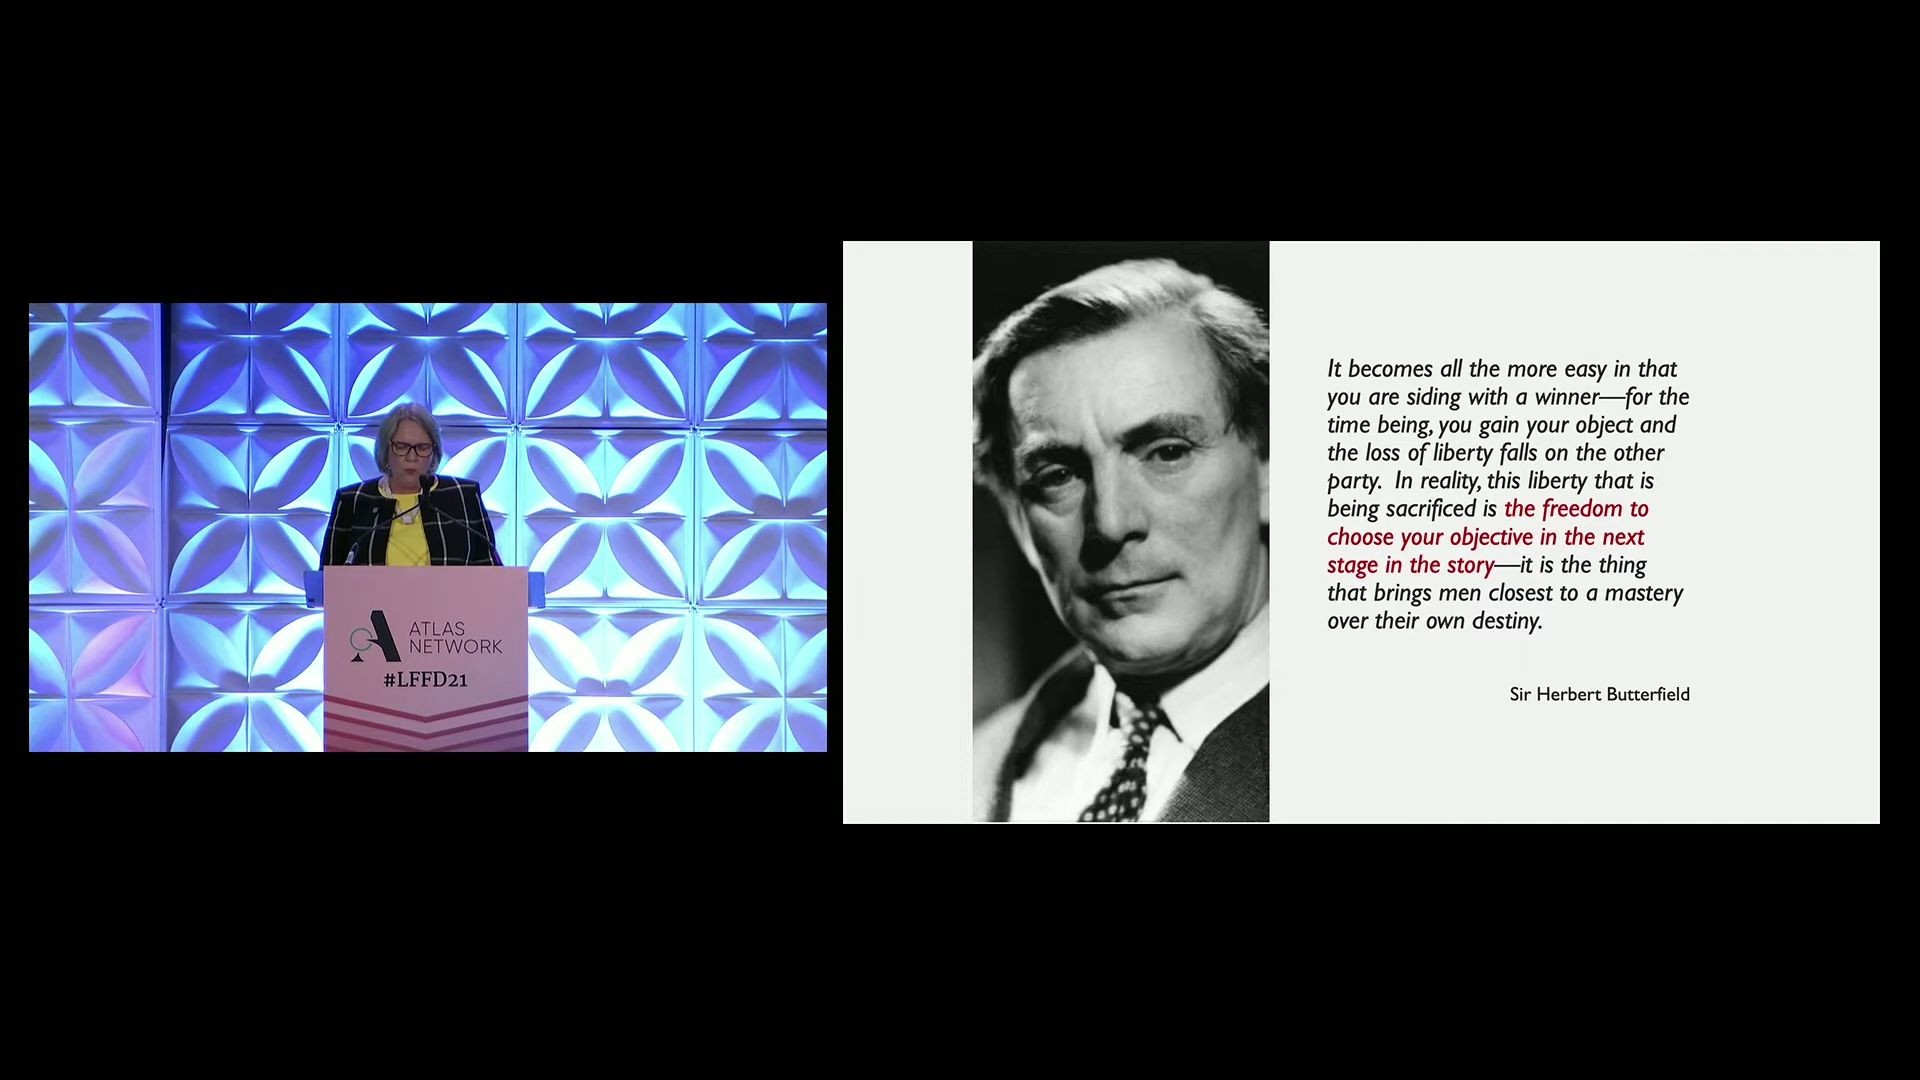 ATLAS
NETWORK
#LFFD21
It becomes all the more easy in that
you are siding with a winner—for the
time being, you gain your object and
the loss of liberty falls on the other
party.  In reality, this liberty that is
being sacrificed is the freedom to
choose your objective in the next
stage in the story—it is the thing
that brings men closest to a mastery
over their own destiny.
Sir Herbert Butterfield